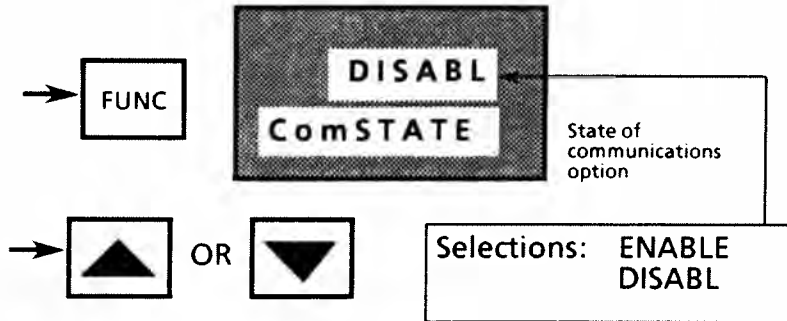 FUNC
DISABL
ComSTATE
State of
communications
option
OR
Selections: ENABLE
DISABL